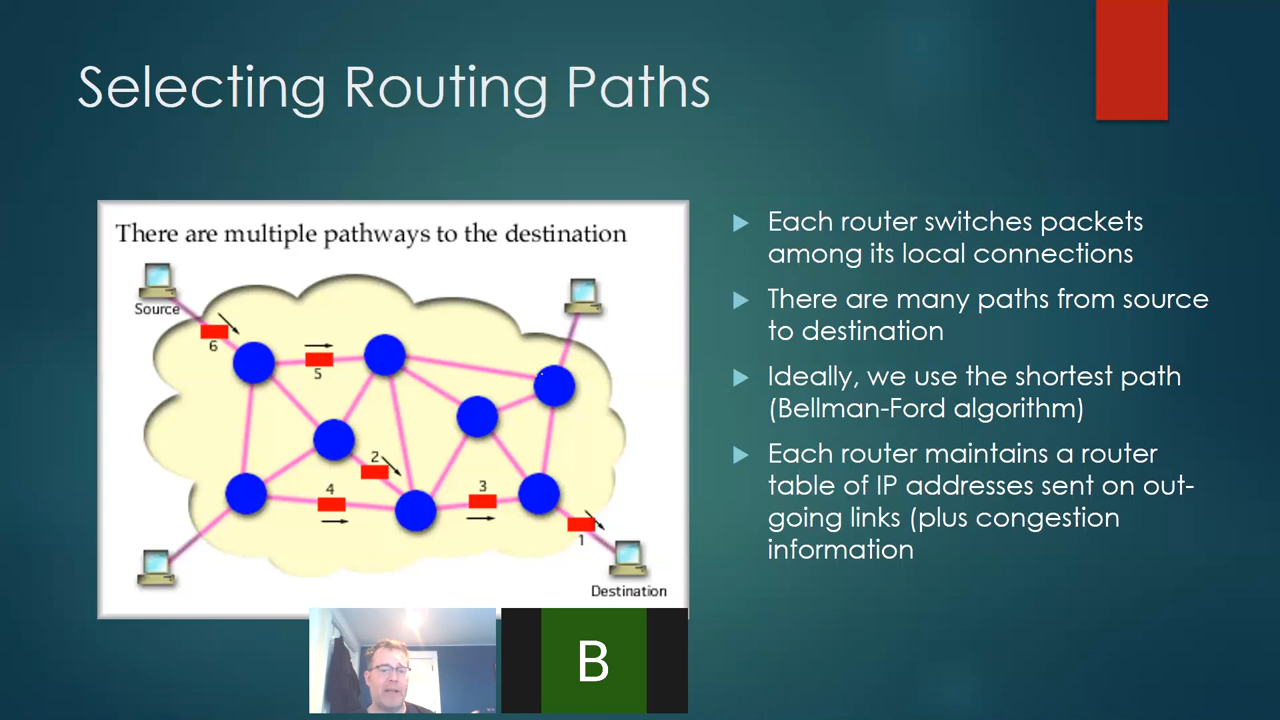 Selecting Routing Paths
There are multiple pathways to the destination
Source
6
5
2
4
3
1
Destination
Each router switches packets
among its local connections
There are many paths from source
to destination
Ideally, we use the shortest path
(Bellman-Ford algorithm)
Each router maintains a router
table of IP addresses sent on out-
going links (plus congestion
information
B